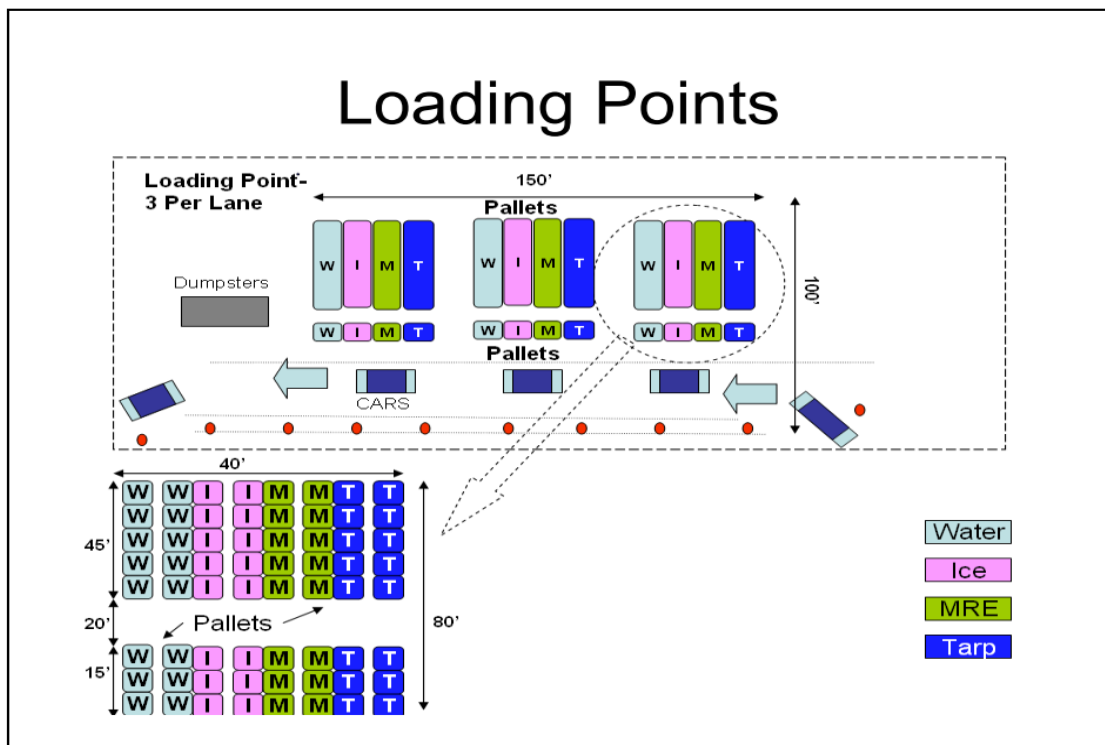 Loading Points
Loading Point-
3 Per Lane
150'
Pallets
W I M T W I M T W I M T
100'
Dumpsters
W I M T W I M T W I M T
Pallets
CARS
40'
W W I I M M T T
W W I I M M T T
45'
W W I I M M T T
W W I I M M T T
W W I I M M T T
20'
Pallets
80'
W W I I M M T T
15'
W W I I M M T T
W W I I M M T T
Water
Ice
MRE
Tarp